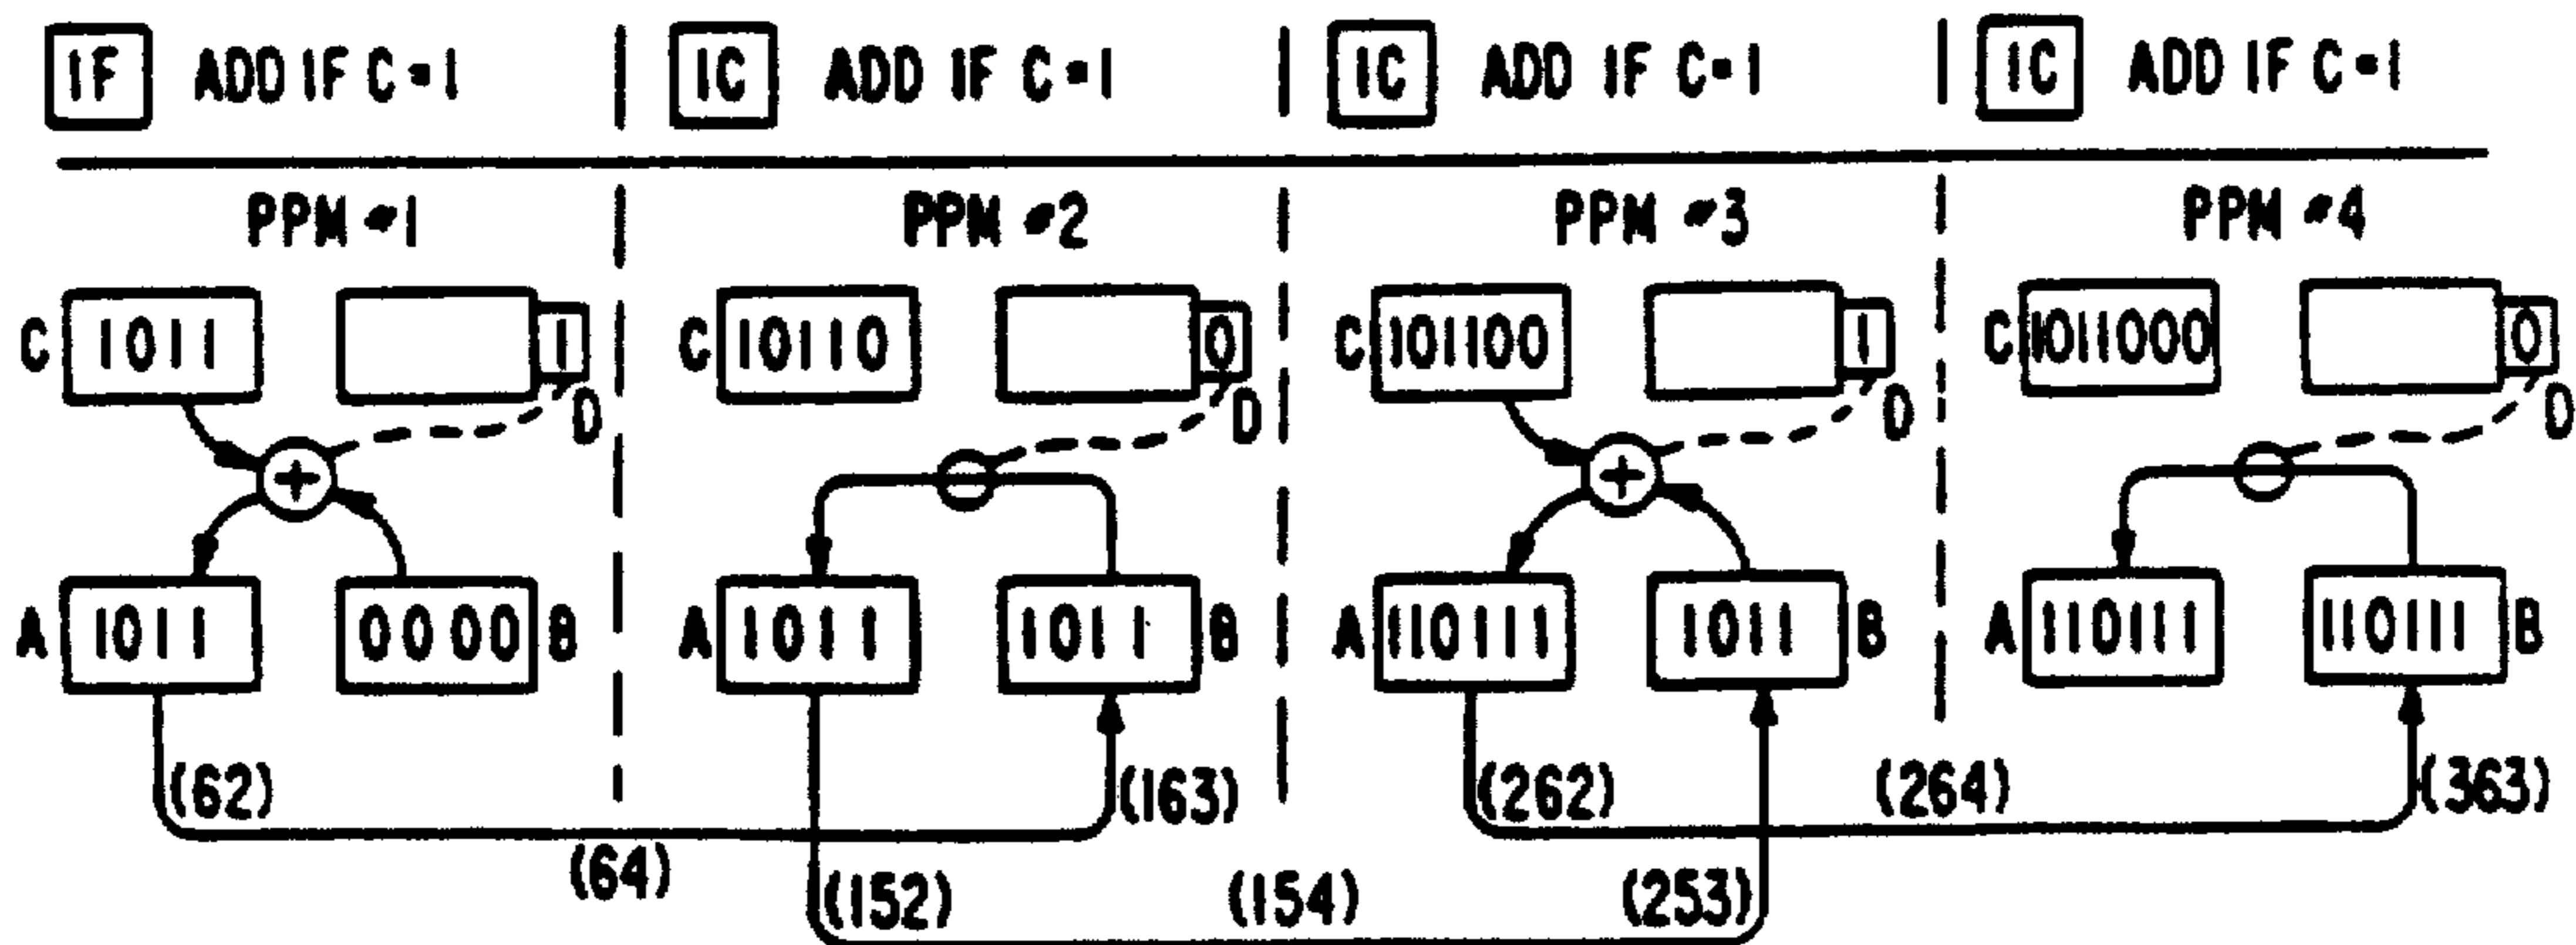 IF ADD IF C=1 IC ADD IF C=1 IC ADD IF C=1 IC ADD IF C=1
PPM #1 PPM #2 PPM #3 PPM #4
C 1011 1 C 10110 0 C 101100 1 C 1011000 0
D D D D
+ +
A 1011 0000 B A 1011 1011 B A 110111 1011 B A 110111 110111 B
(62) (163) (262) (264) (363)
(64) (152) (154) (253)